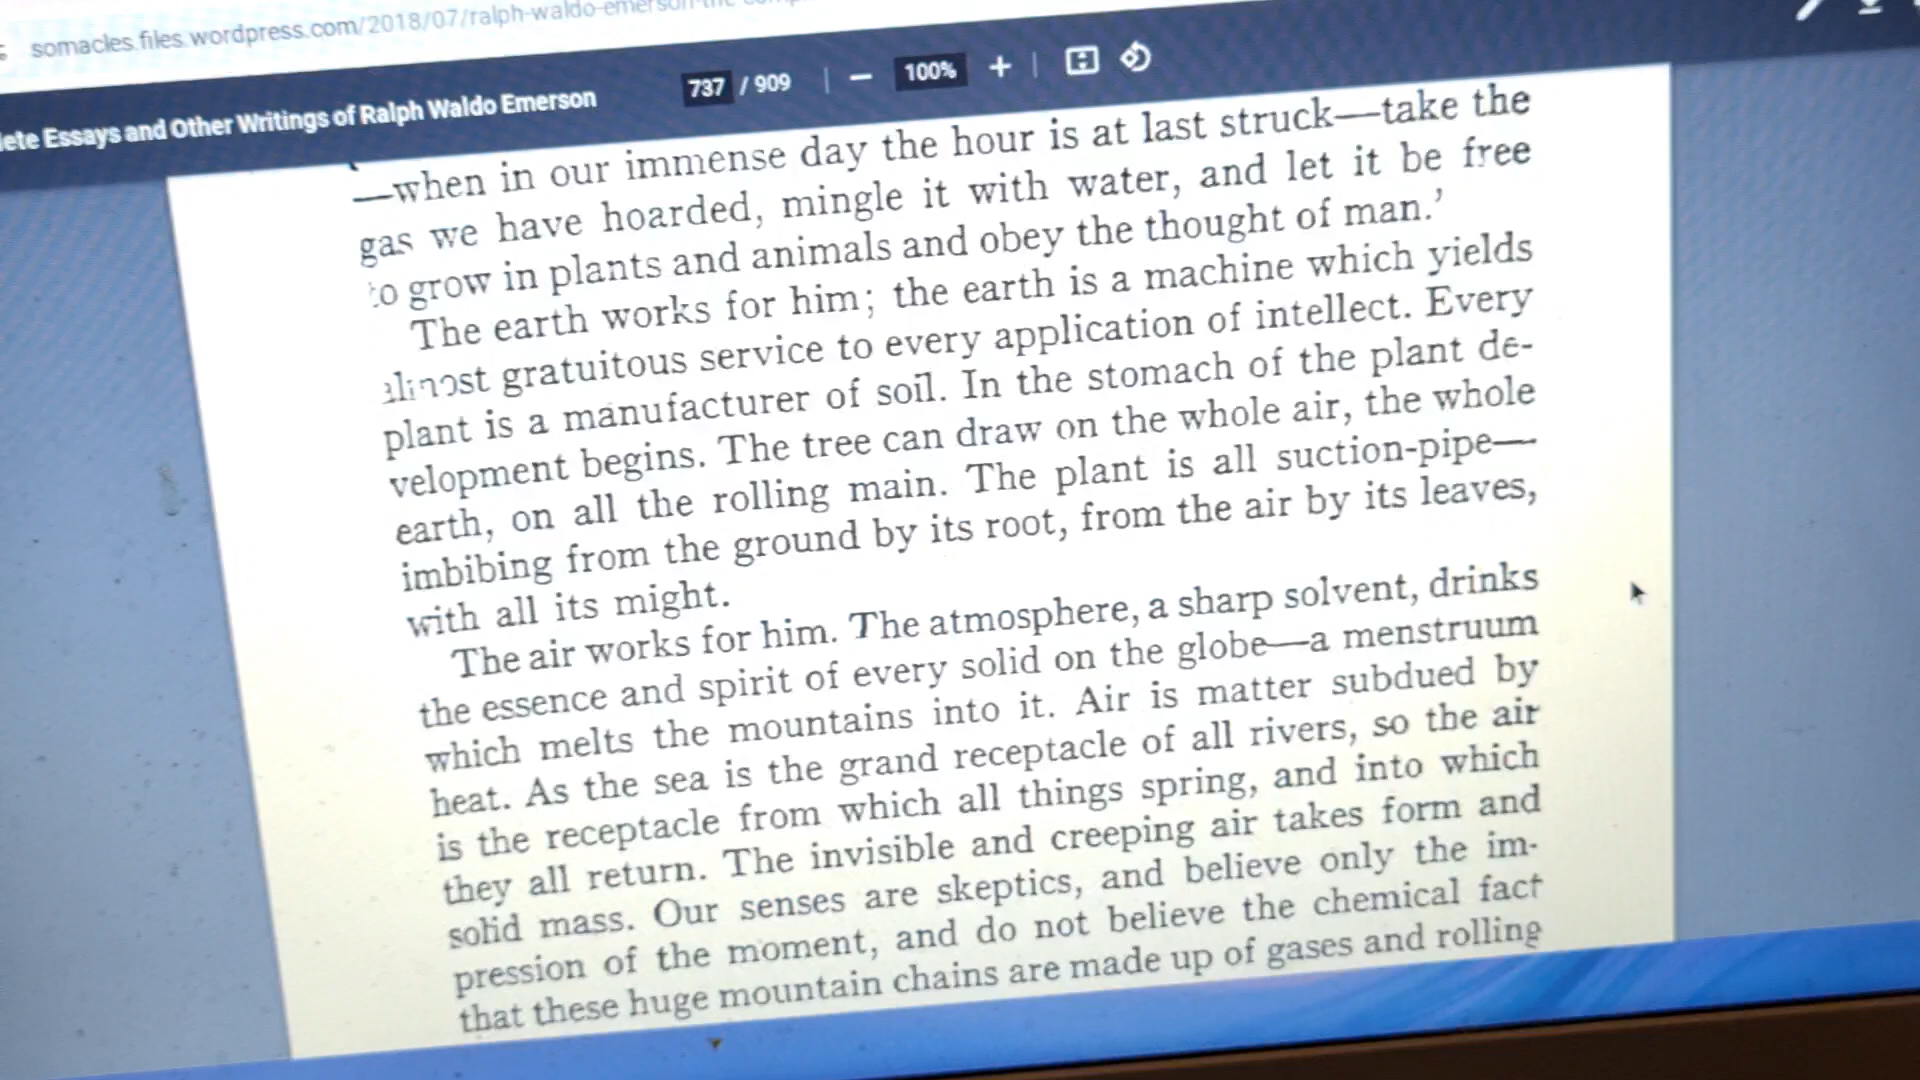 somacles.files.wordpress.com/2018/07/ralph-waldo-emerson-the-comp
lete Essays and Other Writings of Ralph Waldo Emerson
737 / 909
100%
—when in our immense day the hour is at last struck—take the
gas we have hoarded, mingle it with water, and let it be free
to grow in plants and animals and obey the thought of man.’
The earth works for him; the earth is a machine which yields
almost gratuitous service to every application of intellect. Every
plant is a manufacturer of soil. In the stomach of the plant de-
velopment begins. The tree can draw on the whole air, the whole
earth, on all the rolling main. The plant is all suction-pipe—
imbibing from the ground by its root, from the air by its leaves,
with all its might.
The air works for him. The atmosphere, a sharp solvent, drinks
the essence and spirit of every solid on the globe—a menstruum
which melts the mountains into it. Air is matter subdued by
heat. As the sea is the grand receptacle of all rivers, so the air
is the receptacle from which all things spring, and into which
they all return. The invisible and creeping air takes form and
solid mass. Our senses are skeptics, and believe only the im-
pression of the moment, and do not believe the chemical fact
that these huge mountain chains are made up of gases and rolling